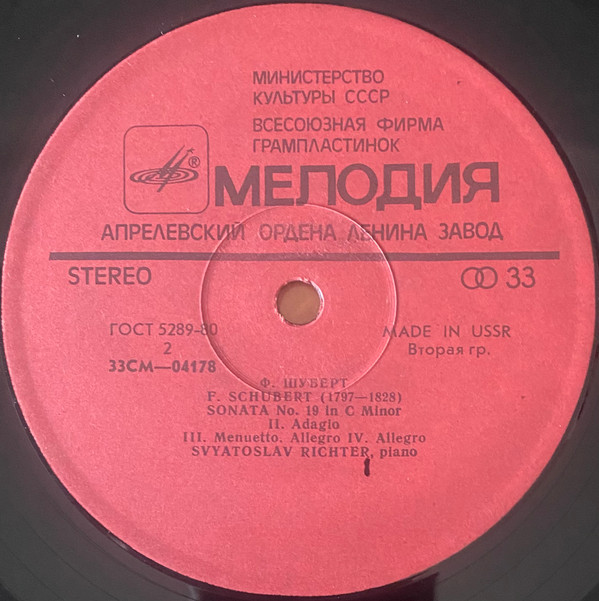 МИНИСТЕРСТВО
КУЛЬТУРЫ СССР
ВСЕСОЮЗНАЯ ФИРМА
ГРАМПЛАСТИНОК
®
МЕЛОДИЯ
АПРЕЛЕВСКИЙ ОРДЕНА ЛЕНИНА ЗАВОД
STEREO 33
ГОСТ 5289-80 MADE IN USSR
2 Вторая гр.
33СМ—04178
Ф. ШУБЕРТ
F. SCHUBERT (1797—1828)
SONATA No. 19 in C Minor
II. Adagio
III. Menuetto. Allegro IV. Allegro
SVYATOSLAV RICHTER, piano